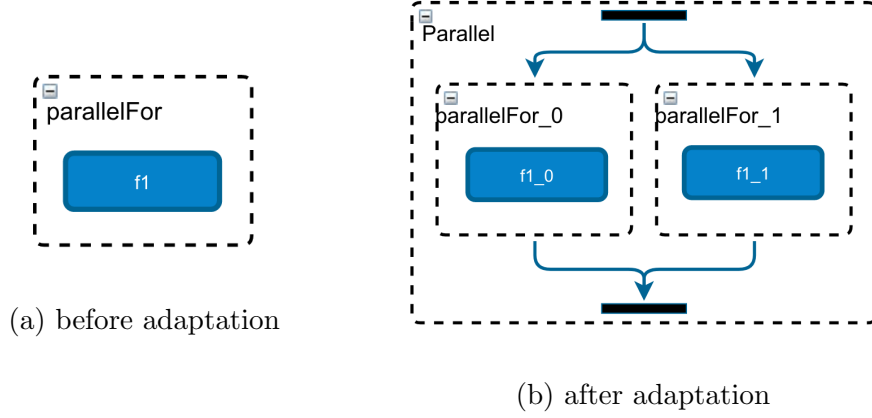 parallelFor
f1
(a) before adaptation
Parallel
parallelFor_0
parallelFor_1
f1_0
f1_1
(b) after adaptation